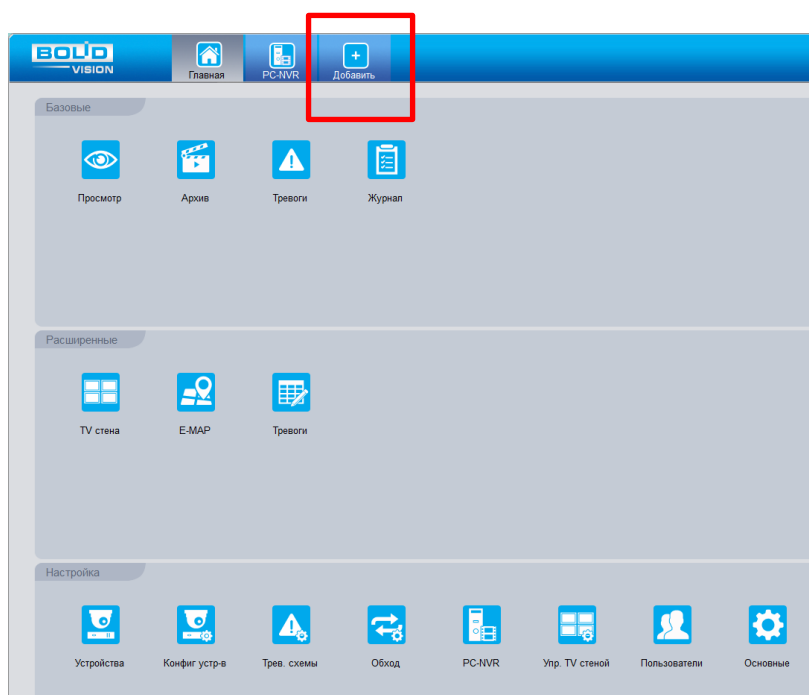 BOLID
VISION
Главная
PC-NVR
Добавить
Базовые
Просмотр
Архив
Тревоги
Журнал
Расширенные
TV стена
E-MAP
Тревоги
Настройка
Устройства
Конфиг устр-в
Трев. схемы
Обход
PC-NVR
Упр. TV стеной
Пользователи
Основные